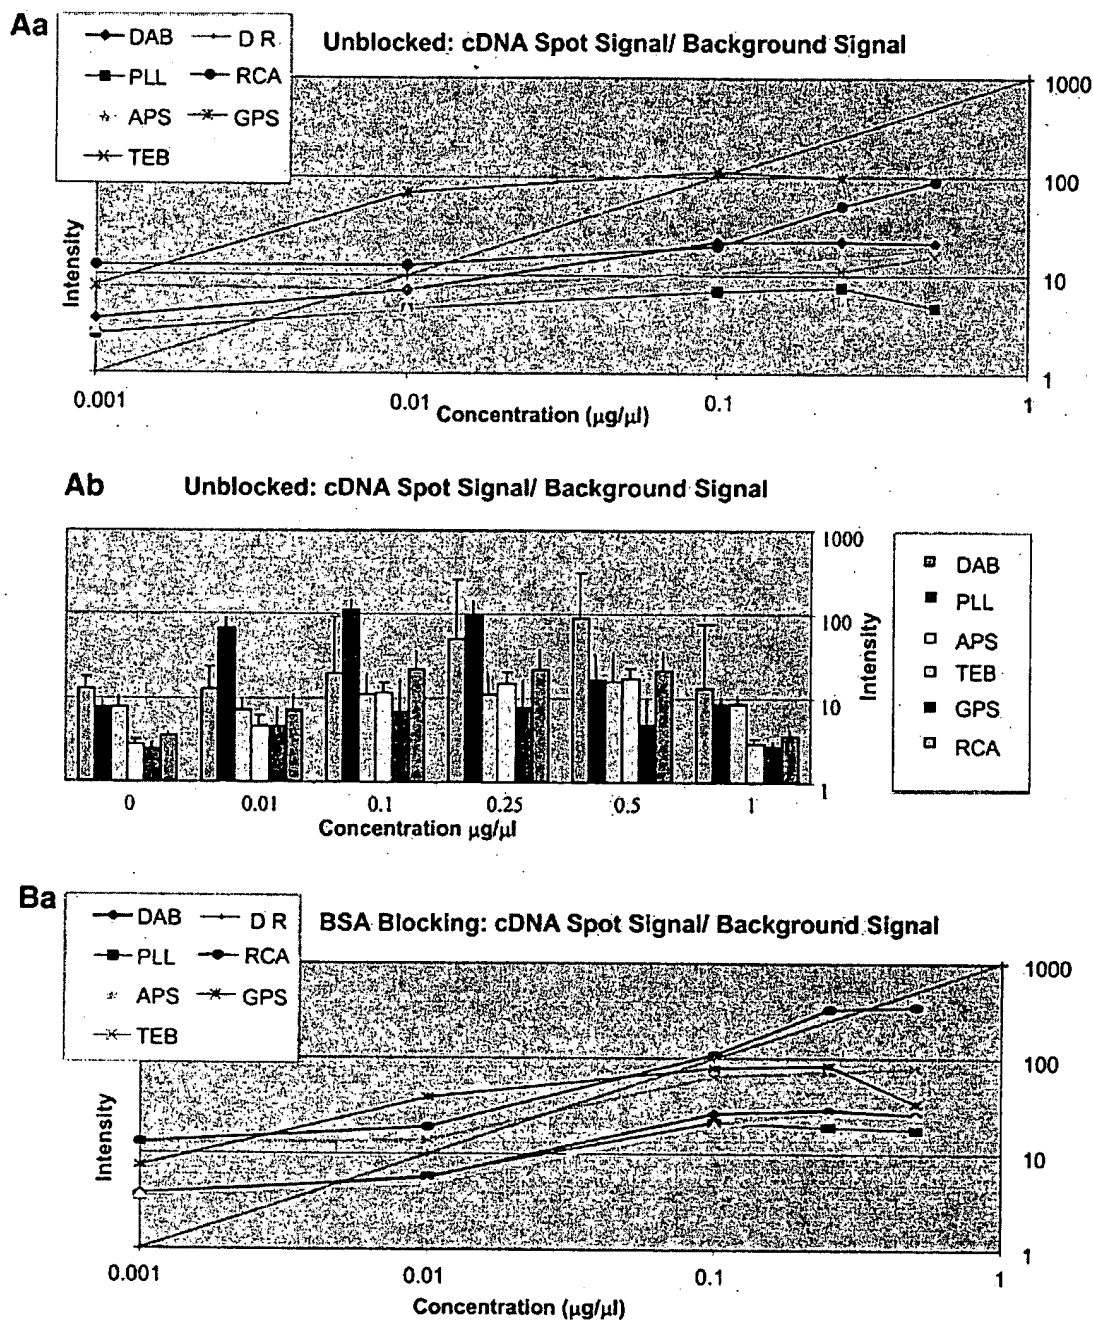 Aa
DAB D R
PLL RCA
APS GPS
TEB
Unblocked: cDNA Spot Signal/ Background Signal
1000
100
10
1
Intensity
0.001 0.01 0.1 1
Concentration (µg/µl)
Ab
Unblocked: cDNA Spot Signal/ Background Signal
1000
100
10
1
Intensity
0 0.01 0.1 0.25 0.5 1
Concentration µg/µl
DAB
PLL
APS
TEB
GPS
RCA
Ba
DAB D R
PLL RCA
APS GPS
TEB
BSA Blocking: cDNA Spot Signal/ Background Signal
1000
100
10
1
Intensity
0.001 0.01 0.1 1
Concentration (µg/µl)